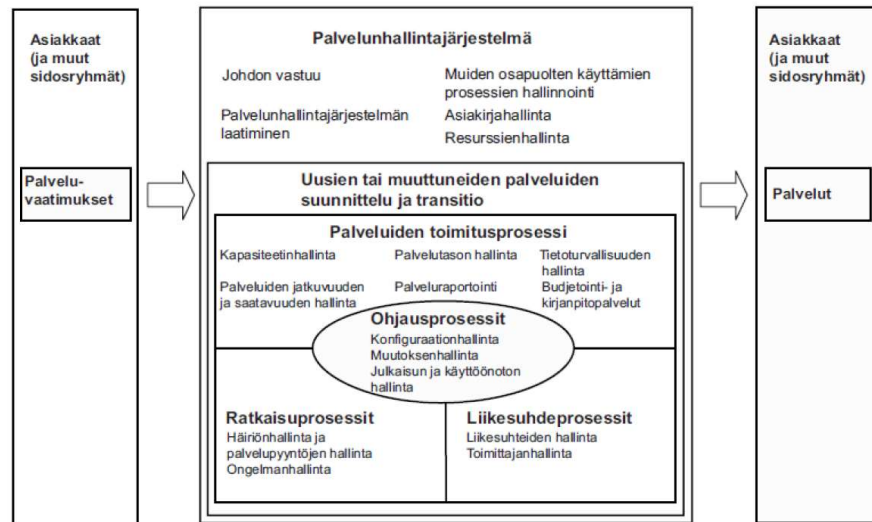 Asiakkaat
(ja muut
sidosryhmät)
Palvelu-
vaatimukset
Palvelunhallintajärjestelmä
Johdon vastuu
Palvelunhallintajärjestelmän
laatiminen
Muiden osapuolten käyttämien
prosessien hallinnointi
Asiakirjahallinta
Resurssienhallinta
Uusien tai muuttuneiden palveluiden
suunnittelu ja transitio
Palveluiden toimitusprosessi
Kapasiteetinhallinta
Palveluiden jatkuvuuden
ja saatavuuden hallinta
Palvelutason hallinta
Palveluraportointi
Tietoturvallisuuden
hallinta
Budjetointi- ja
kirjanpitopalvelut
Ohjausprosessit
Konfiguraationhallinta
Muutoksenhallinta
Julkaisun ja käyttöönoton
hallinta
Ratkaisuprosessit
Häiriönhallinta ja
palvelupyyntöjen hallinta
Ongelmanhallinta
Liikesuhdeprosessit
Liikesuhteiden hallinta
Toimittajanhallinta
Asiakkaat
(ja muut
sidosryhmät)
Palvelut